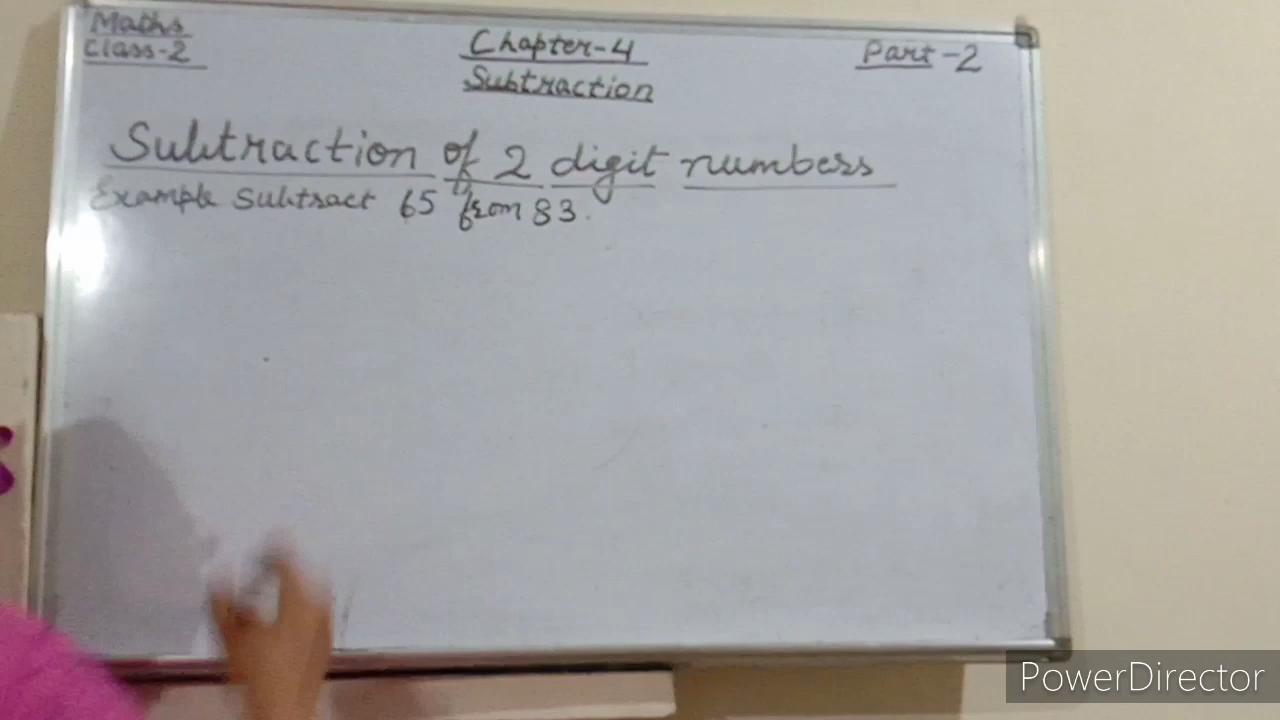 Maths
Class-2
Chapter-4
Subtraction
Part-2
Subtraction of 2 digit numbers
Example Subtract 65 from 83.
PowerDirector